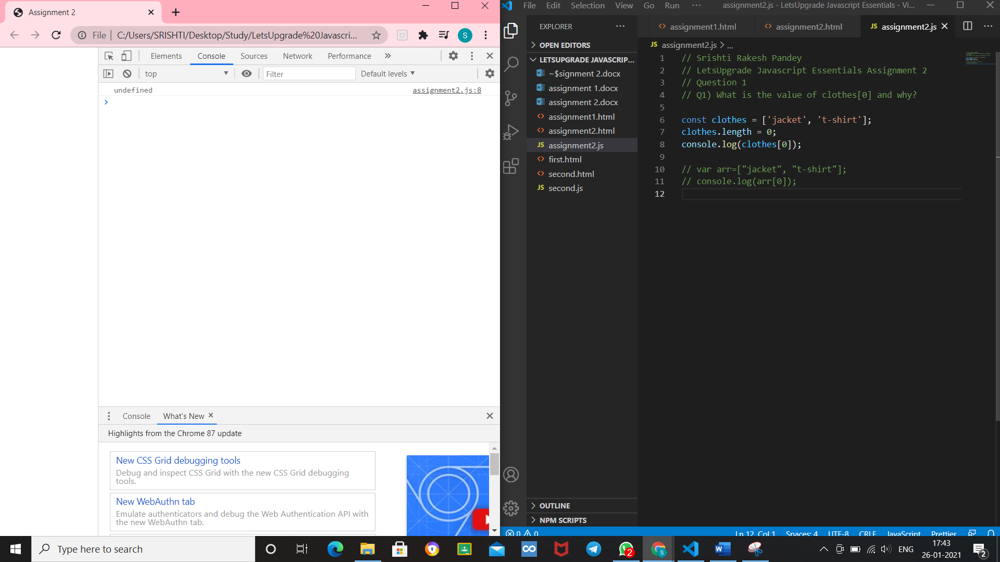 Assignment 2
File
C:/Users/SRISHTI/Desktop/Study/LetsUpgrade%20Javascri...
S
Elements
Console
Sources
Network
Performance
top
Filter
Default levels
undefined
assignment2.js:8
Console
What's New
Highlights from the Chrome 87 update
New CSS Grid debugging tools
Debug and inspect CSS Grid with the new CSS Grid debugging
tools.
New WebAuthn tab
Emulate authenticators and debug the Web Authentication API with
the new WebAuthn tab.
File Edit Selection View Go Run ...
assignment2.js - LetsUpgrade Javascript Essentials - Vi...
EXPLORER
OPEN EDITORS
LETSUPGRADE JAVASCRIP...
~$signment 2.docx
assignment 1.docx
assignment 2.docx
assignment1.html
assignment2.html
JS assignment2.js
first.html
second.html
JS second.js
OUTLINE
NPM SCRIPTS
assignment1.html
assignment2.html
JS assignment2.js
JS assignment2.js > ...
1 // Srishti Rakesh Pandey
2 // LetsUpgrade Javascript Essentials Assignment 2
3 // Question 1
4 // Q1) What is the value of clothes[0] and why?
5
6 const clothes = ['jacket', 't-shirt'];
7 clothes.length = 0;
8 console.log(clothes[0]);
9
10 // var arr=["jacket", "t-shirt"];
11 // console.log(arr[0]);
12
0 0
Ln 12, Col 1
Spaces: 4
UTF-8
CRLF
JavaScript
Prettier
Type here to search
2
S
ENG
17:43
26-01-2021
2